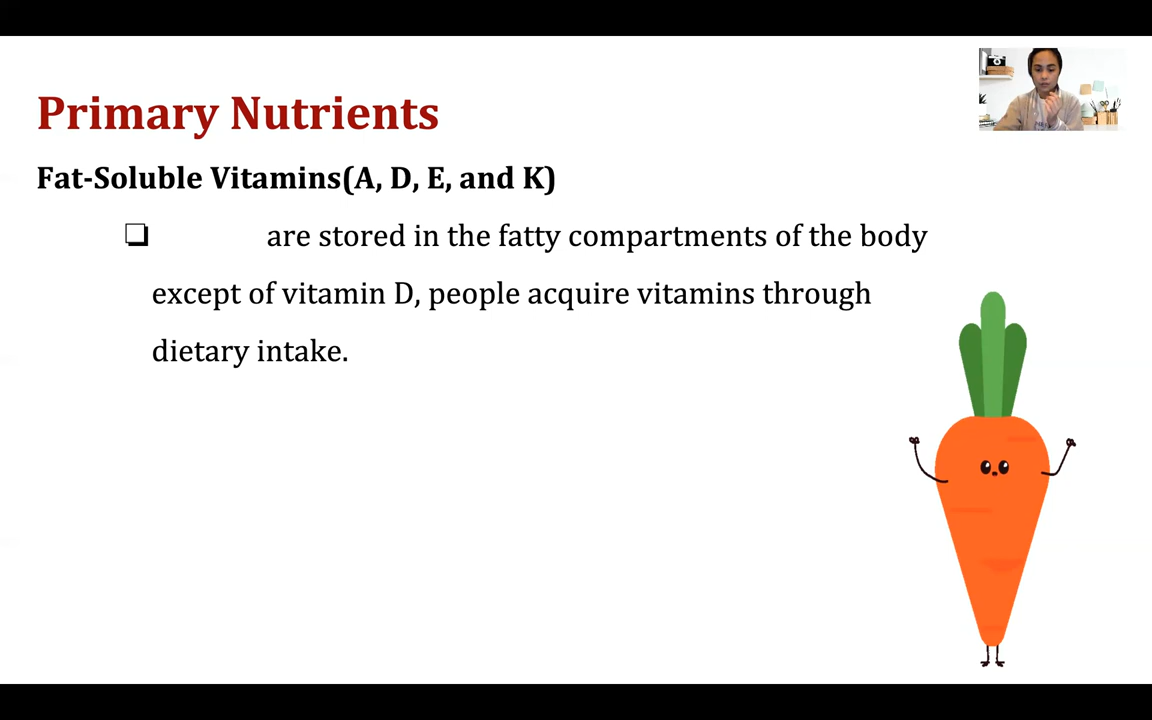 Primary Nutrients
Fat-Soluble Vitamins(A, D, E, and K)
❏ are stored in the fatty compartments of the body
except of vitamin D, people acquire vitamins through
dietary intake.